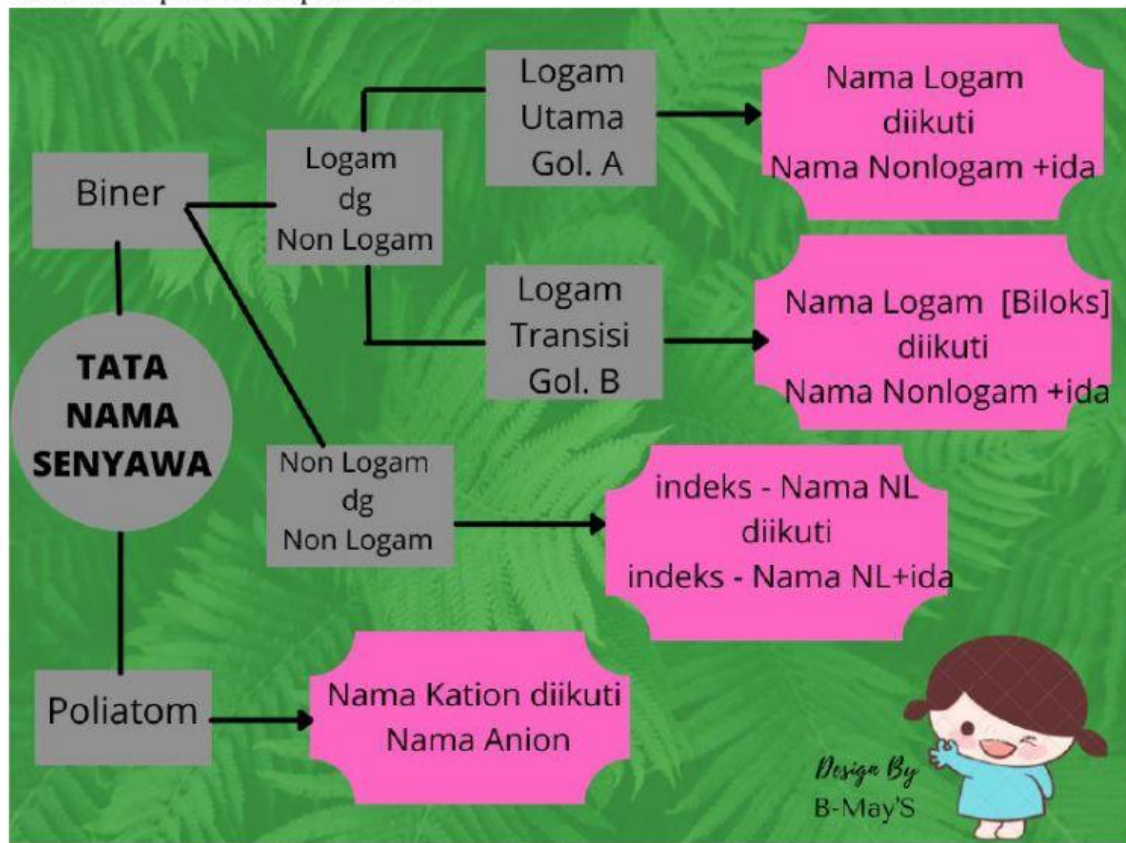 Logam
Utama
Gol. A
Nama Logam
diikuti
Nama Nonlogam +ida
Biner
Logam
dg
Non Logam
Logam
Transisi
Gol. B
Nama Logam [Biloks]
diikuti
Nama Nonlogam +ida
TATA
NAMA
SENYAWA
Non Logam
dg
Non Logam
indeks - Nama NL
diikuti
indeks - Nama NL+ida
Poliatom
Nama Kation diikuti
Nama Anion
Design By
B-May'S